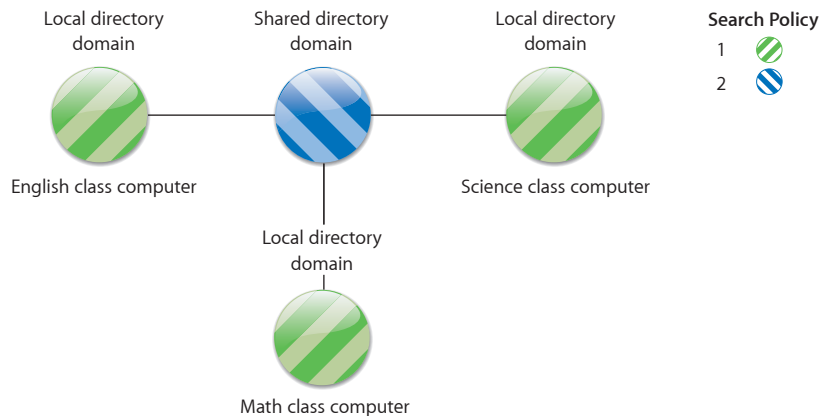 Local directory
domain
Shared directory
domain
Local directory
domain
Search Policy
1
2
English class computer
Science class computer
Local directory
domain
Math class computer